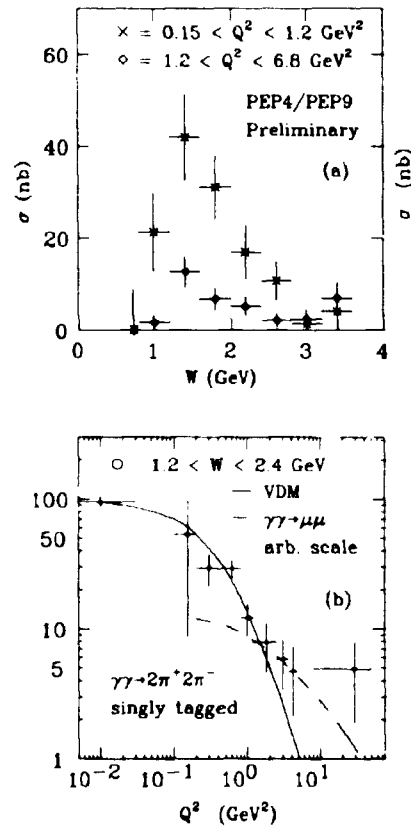 × = 0.15 < Q² < 1.2 GeV²
◇ = 1.2 < Q² < 6.8 GeV²
PEP4/PEP9
Preliminary
(a)
60
40
20
0
σ (nb)
σ (nb)
0 1 2 3 4
W (GeV)
○ 1.2 < W < 2.4 GeV
— VDM
– – γγ→μμ
arb. scale
(b)
γγ→2π⁺2π⁻
singly tagged
100
50
10
5
1
10⁻² 10⁻¹ 10⁰ 10¹
Q² (GeV²)